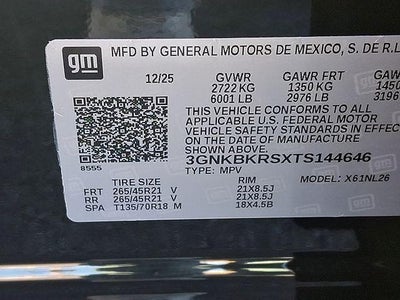 gm MFD BY GENERAL MOTORS DE MEXICO, S. DE R.L
12/25 GVWR GAWR FRT GAW
2722 KG 1350 KG 1450
6001 LB 2976 LB 3196
THIS VEHICLE CONFORMS TO ALL
APPLICABLE U.S. FEDERAL MOTOR
VEHICLE SAFETY STANDARDS IN EFFECT
ON THE DATE OF MANUFACTURE
3GNKBKRSXTS144646
8555 TYPE: MPV MODEL: X61NL26
TIRE SIZE RIM
FRT 265/45R21 V 21X8.5J
RR 265/45R21 V 21X8.5J
SPA T135/70R18 M 18X4.5B